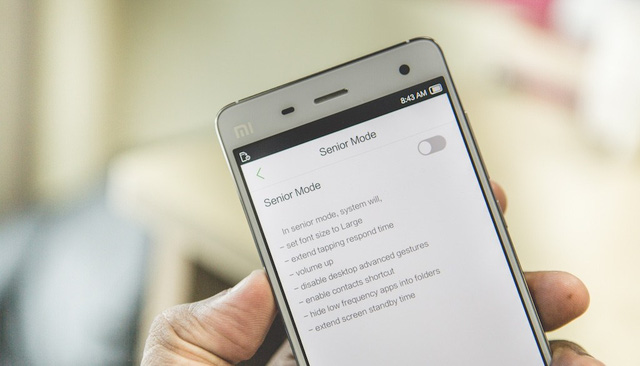 mi
8:43 AM
Senior Mode
Senior Mode
In senior mode, system will,
- set font size to Large
- extend tapping respond time
- volume up
- disable desktop advanced gestures
- enable contacts shortcut
- hide low frequency apps into folders
- extend screen standby time